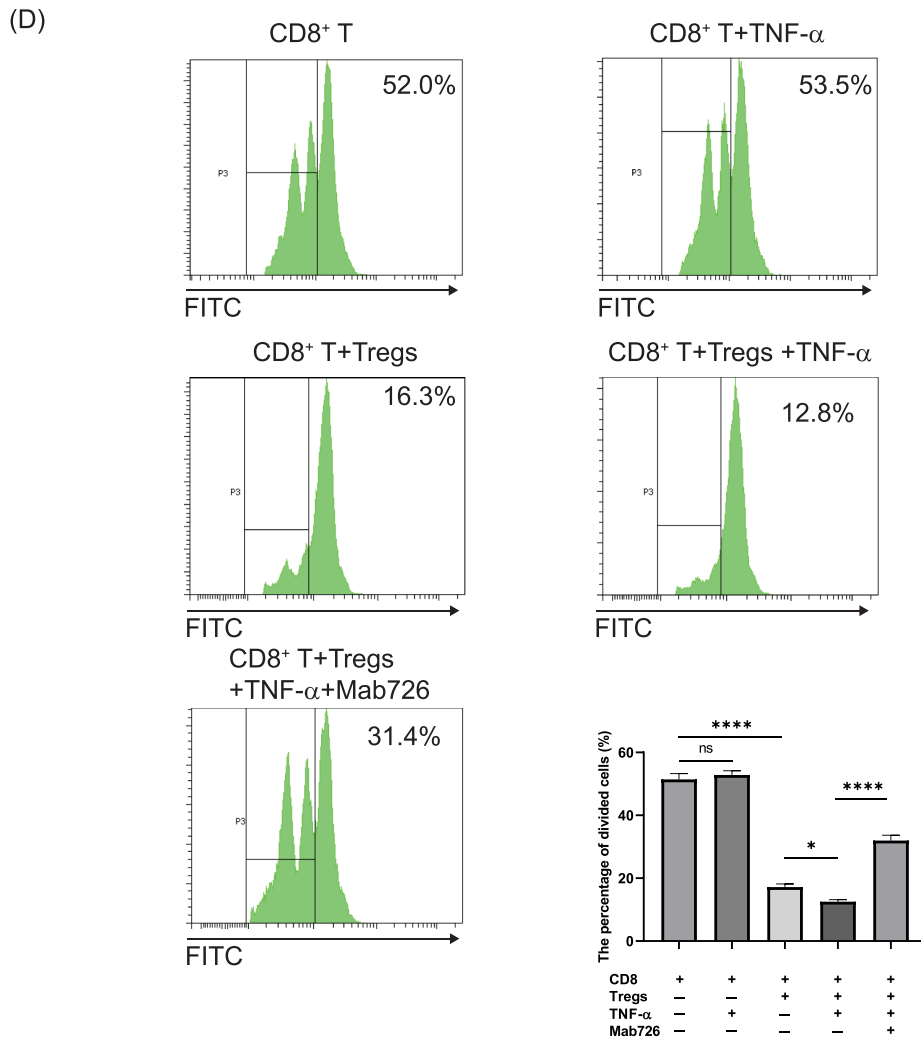 (D)
CD8⁺ T
52.0%
P3
FITC
CD8⁺ T+TNF-α
53.5%
P3
FITC
CD8⁺ T+Tregs
16.3%
P3
FITC
CD8⁺ T+Tregs +TNF-α
12.8%
P3
FITC
CD8⁺ T+Tregs
+TNF-α+Mab726
31.4%
P3
FITC
The percentage of divided cells (%)
60
40
20
0
****
ns
*
****
CD8 + + + + +
Tregs – – + + +
TNF-α – + – + +
Mab726 – – – – +